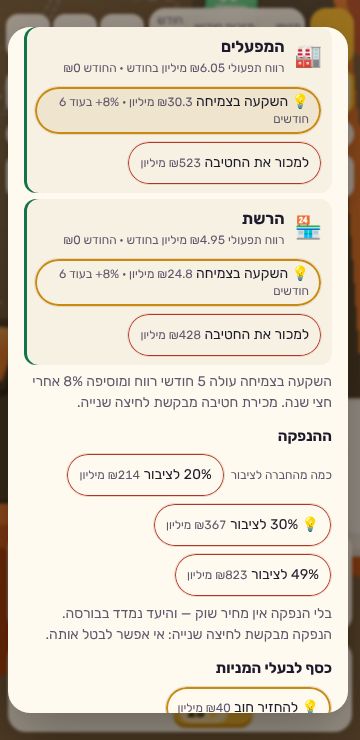 המפעלים
רווח תפעולי ₪6.05 מיליון בחודש · החודש ₪0
💡 השקעה בצמיחה ₪30.3 מיליון · 8%+ בעוד 6
חודשים
למכור את החטיבה ₪523 מיליון
הרשת
רווח תפעולי ₪4.95 מיליון בחודש · החודש ₪0
💡 השקעה בצמיחה ₪24.8 מיליון · 8%+ בעוד 6
חודשים
למכור את החטיבה ₪428 מיליון
השקעה בצמיחה עולה 5 חודשי רווח ומוסיפה 8% אחרי
חצי שנה. מכירת חטיבה מבקשת לחיצה שנייה.
ההנפקה
כמה מהחברה לציבור
20% לציבור ₪214 מיליון
💡 30% לציבור ₪367 מיליון
49% לציבור ₪823 מיליון
בלי הנפקה אין מחיר שוק — והיעד נמדד בבורסה.
הנפקה מבקשת לחיצה שנייה: אי אפשר לבטל אותה.
כסף לבעלי המניות
💡 להחזיר חוב ₪40 מיליון